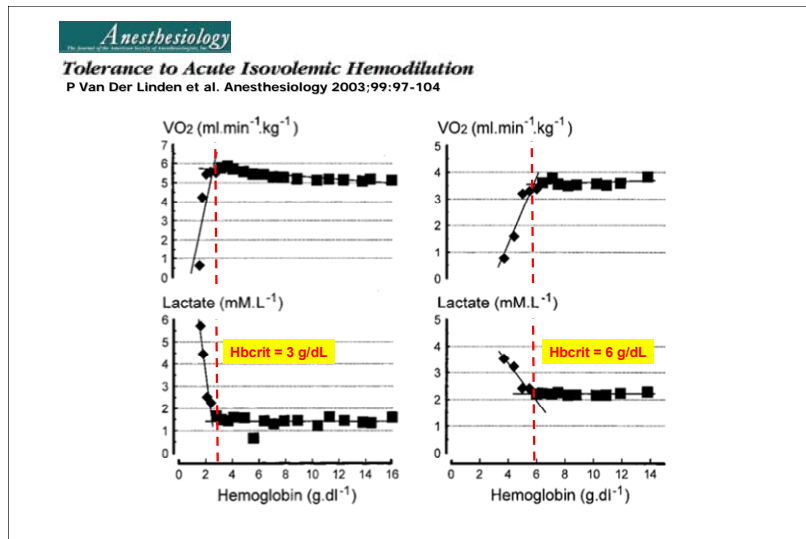 Anesthesiology
The Journal of the American Society of Anesthesiologists, Inc.
Tolerance to Acute Isovolemic Hemodilution
P Van Der Linden et al. Anesthesiology 2003;99:97-104
VO₂ (ml.min⁻¹.kg⁻¹)
7
6
5
4
3
2
1
0
VO₂ (ml.min⁻¹.kg⁻¹)
5
4
3
2
1
0
Lactate (mM.L⁻¹)
6
5
4
3
2
1
0
Hbcrit = 3 g/dL
0 2 4 6 8 10 12 14 16
Hemoglobin (g.dl⁻¹)
Lactate (mM.L⁻¹)
5
4
3
2
1
0
Hbcrit = 6 g/dL
0 2 4 6 8 10 12 14
Hemoglobin (g.dl⁻¹)